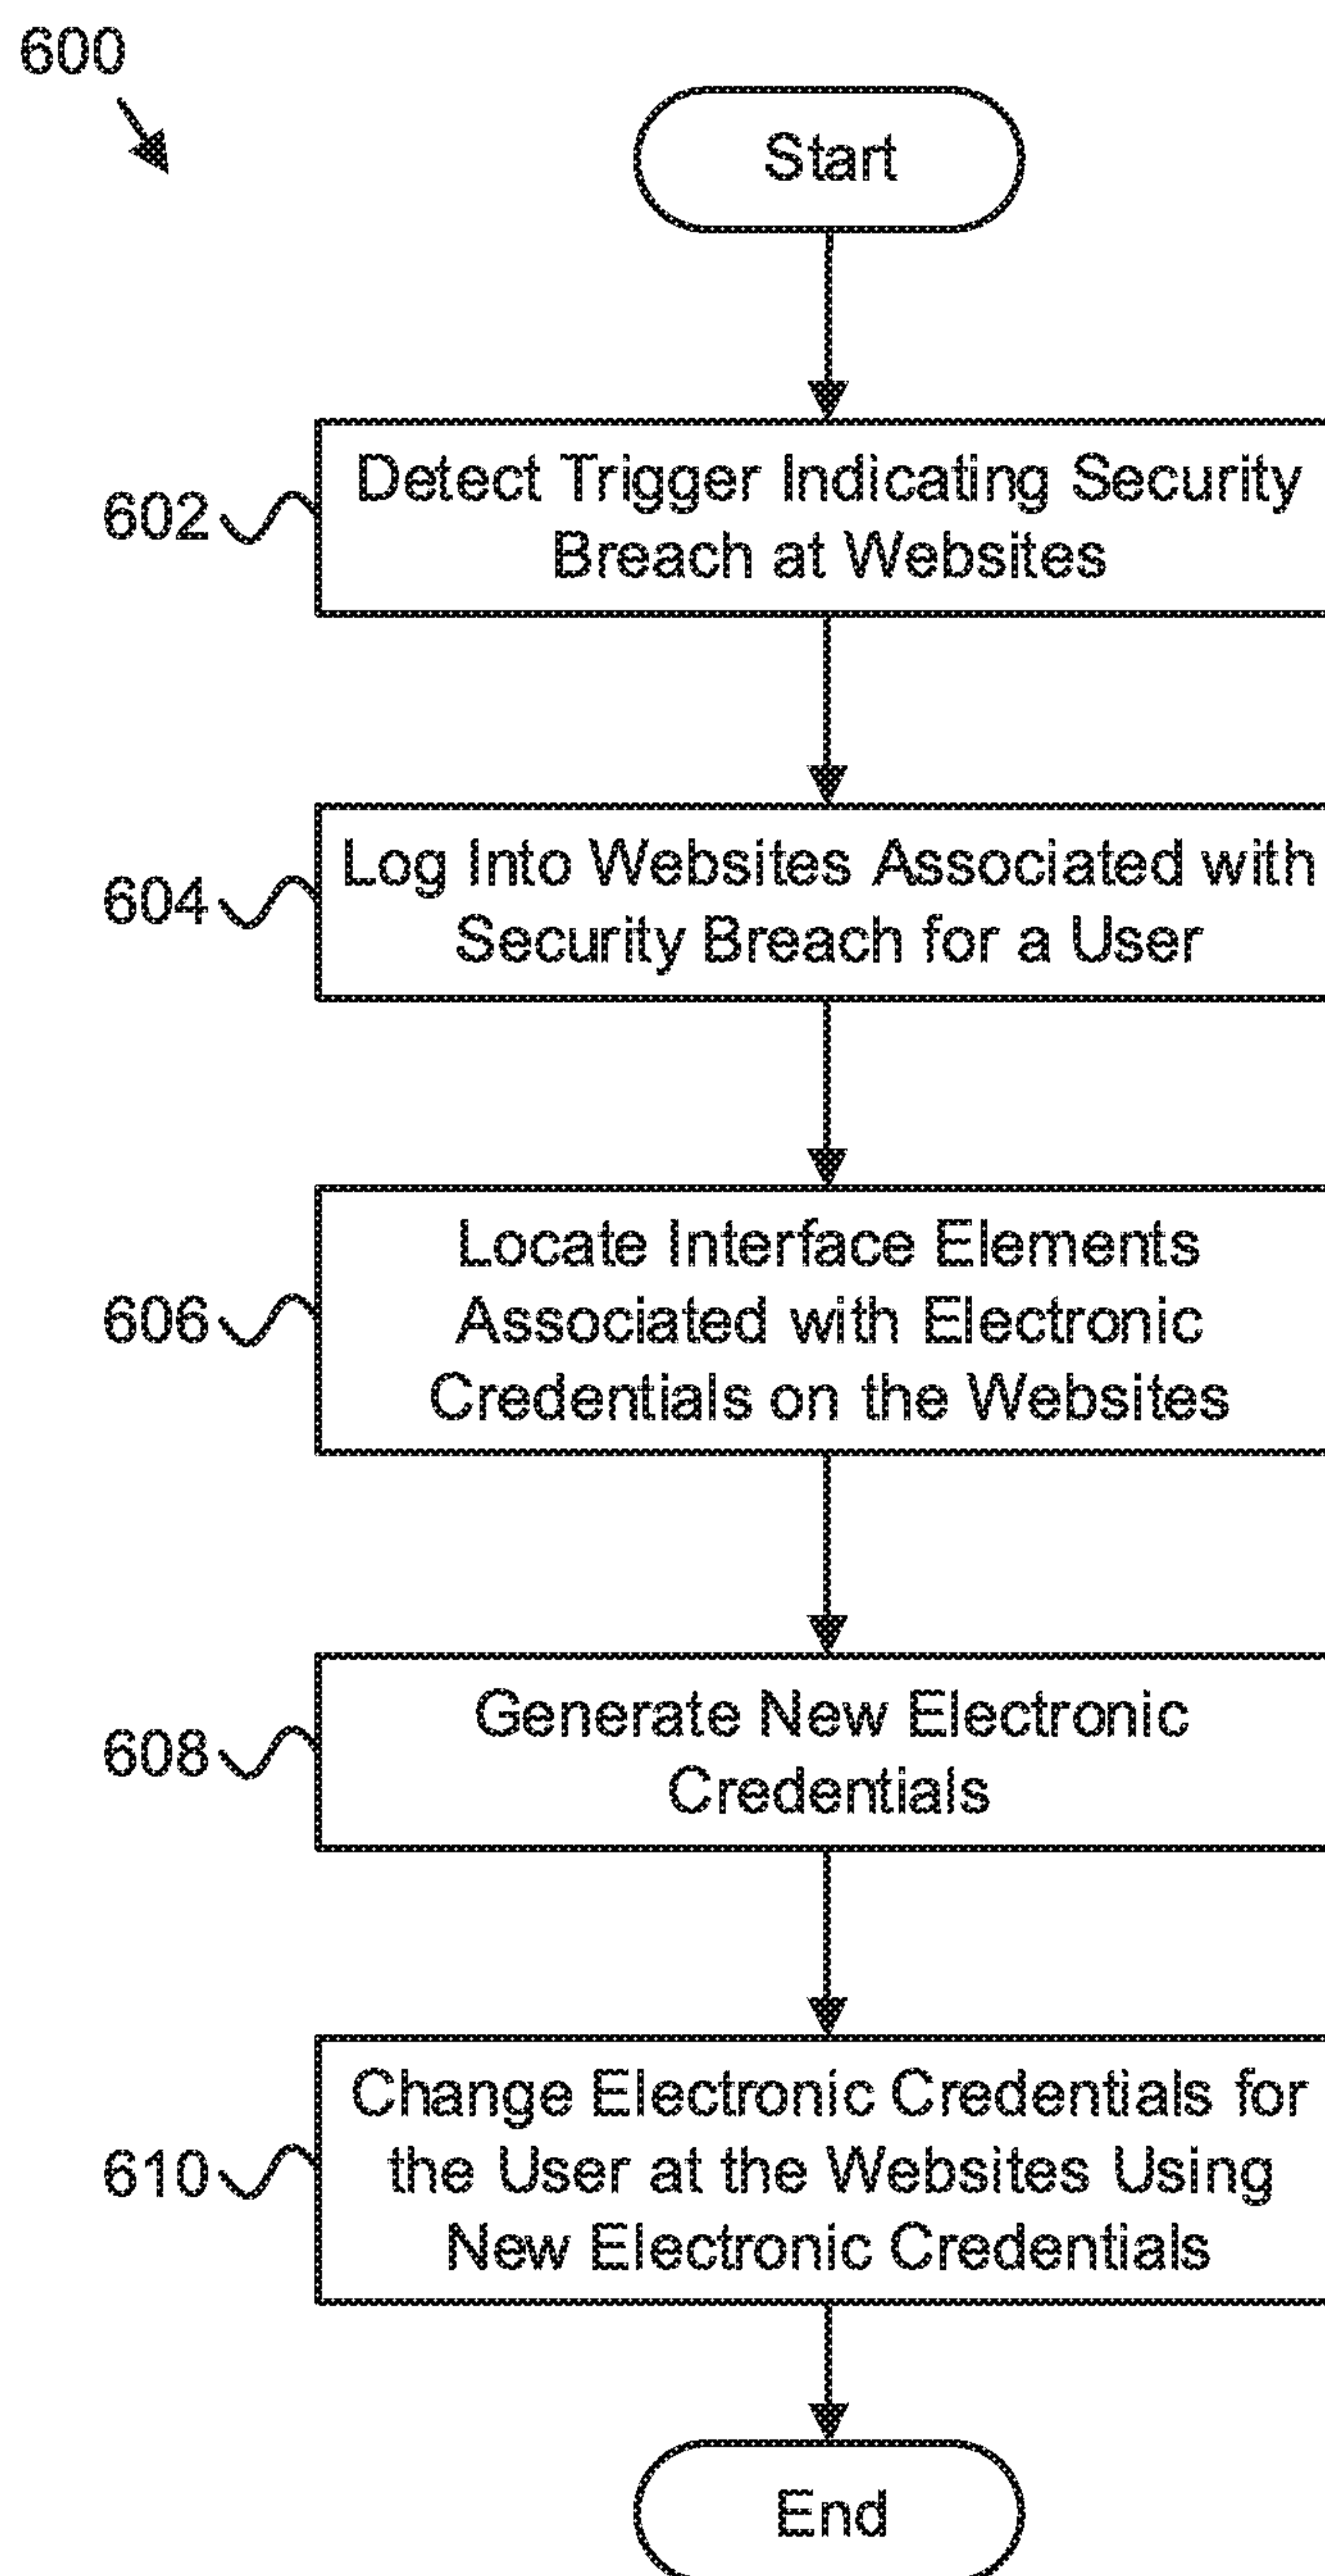 600
Start
602
Detect Trigger Indicating Security
Breach at Websites
604
Log Into Websites Associated with
Security Breach for a User
606
Locate Interface Elements
Associated with Electronic
Credentials on the Websites
608
Generate New Electronic
Credentials
610
Change Electronic Credentials for
the User at the Websites Using
New Electronic Credentials
End